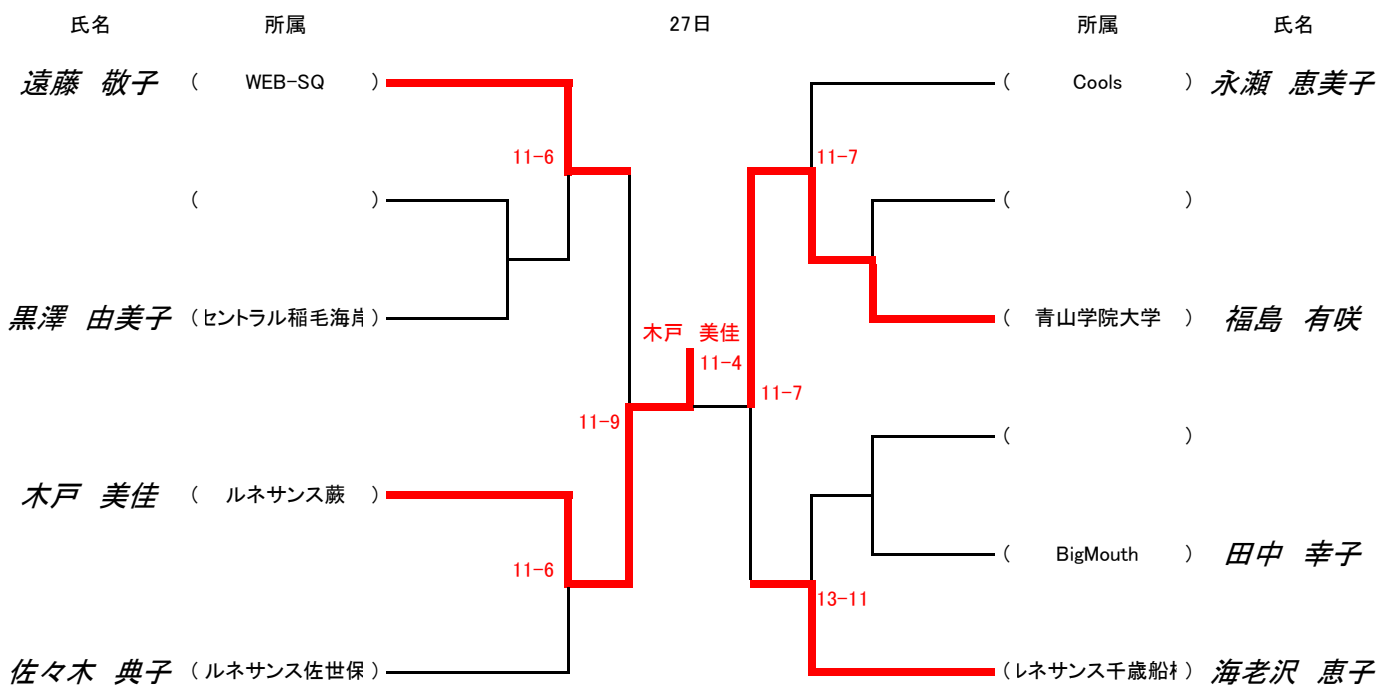 氏名 所属 27日 所属 氏名
遠藤 敬子 ( WEB-SQ ) ( Cools ) 永瀬 恵美子
11-6 11-7
( ) ( )
黒澤 由美子 (セントラル稲毛海岸) ( 青山学院大学 ) 福島 有咲
木戸 美佳
11-4
11-7
11-9
( )
木戸 美佳 ( ルネサンス蕨 )
( BigMouth ) 田中 幸子
11-6
13-11
佐々木 典子 (ルネサンス佐世保) (レネサンス千歳船橋) 海老沢 恵子